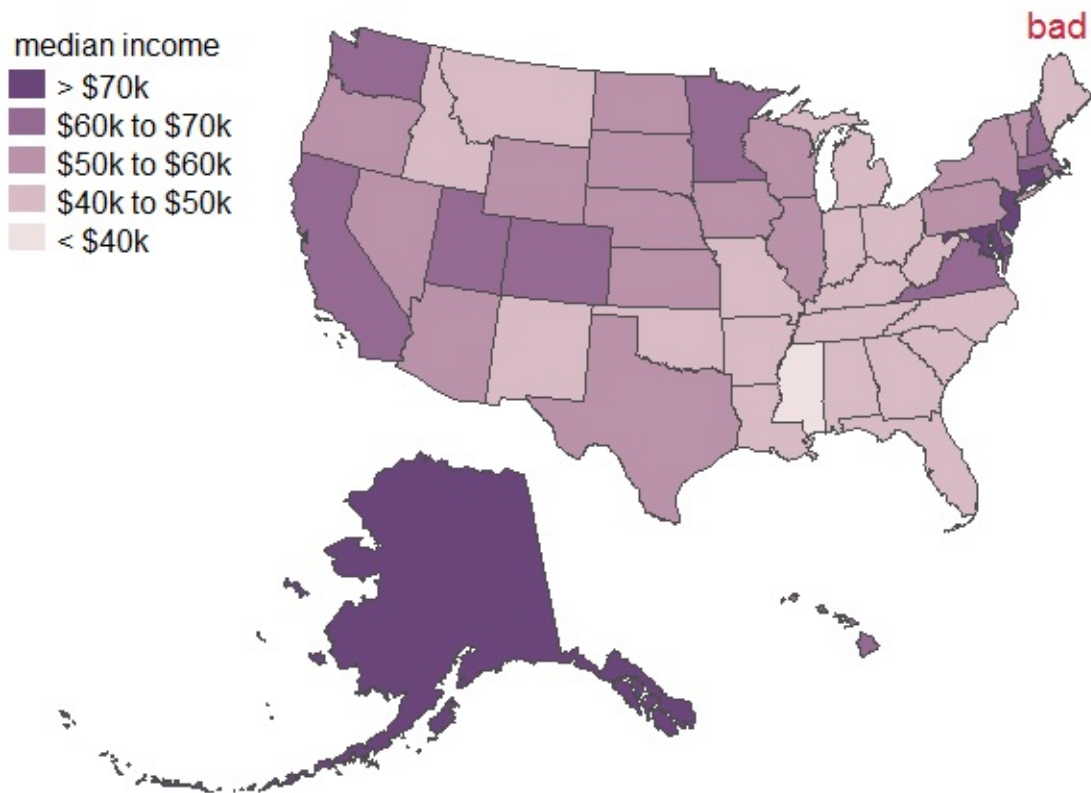 bad
median income
> $70k
$60k to $70k
$50k to $60k
$40k to $50k
< $40k